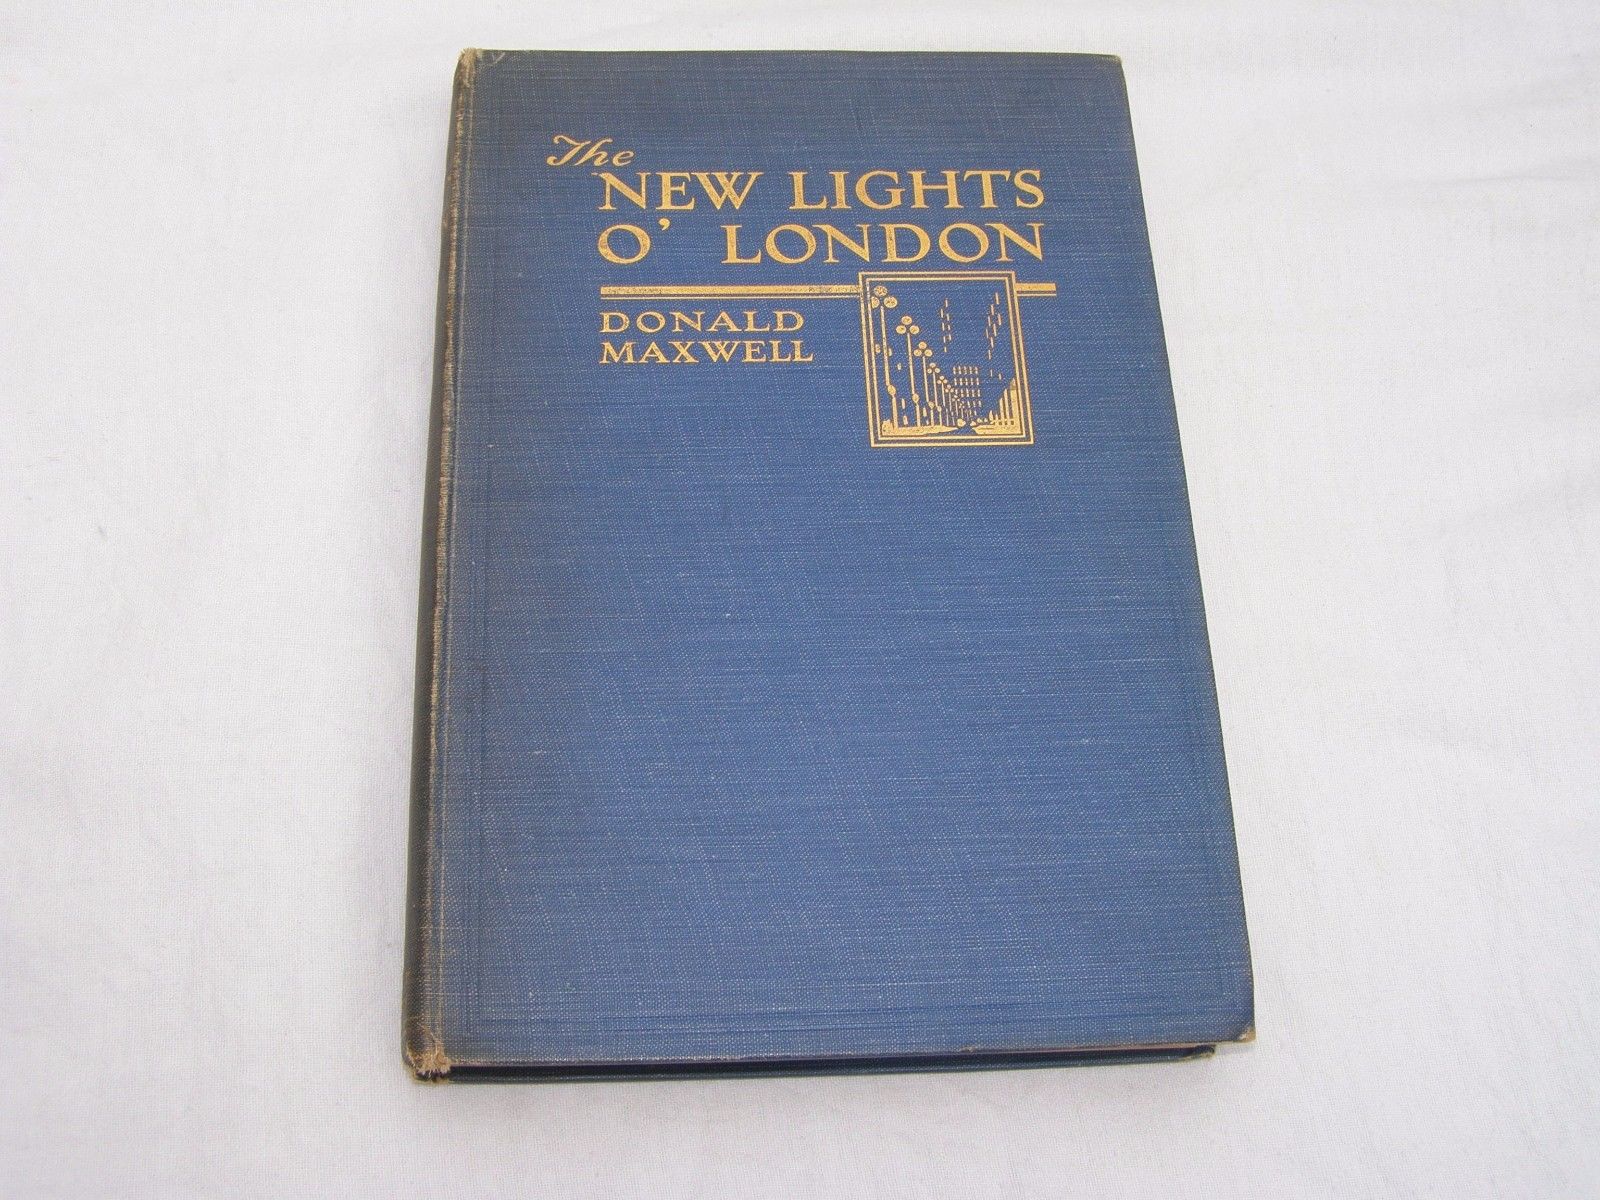 The
NEW LIGHTS
O' LONDON
DONALD
MAXWELL